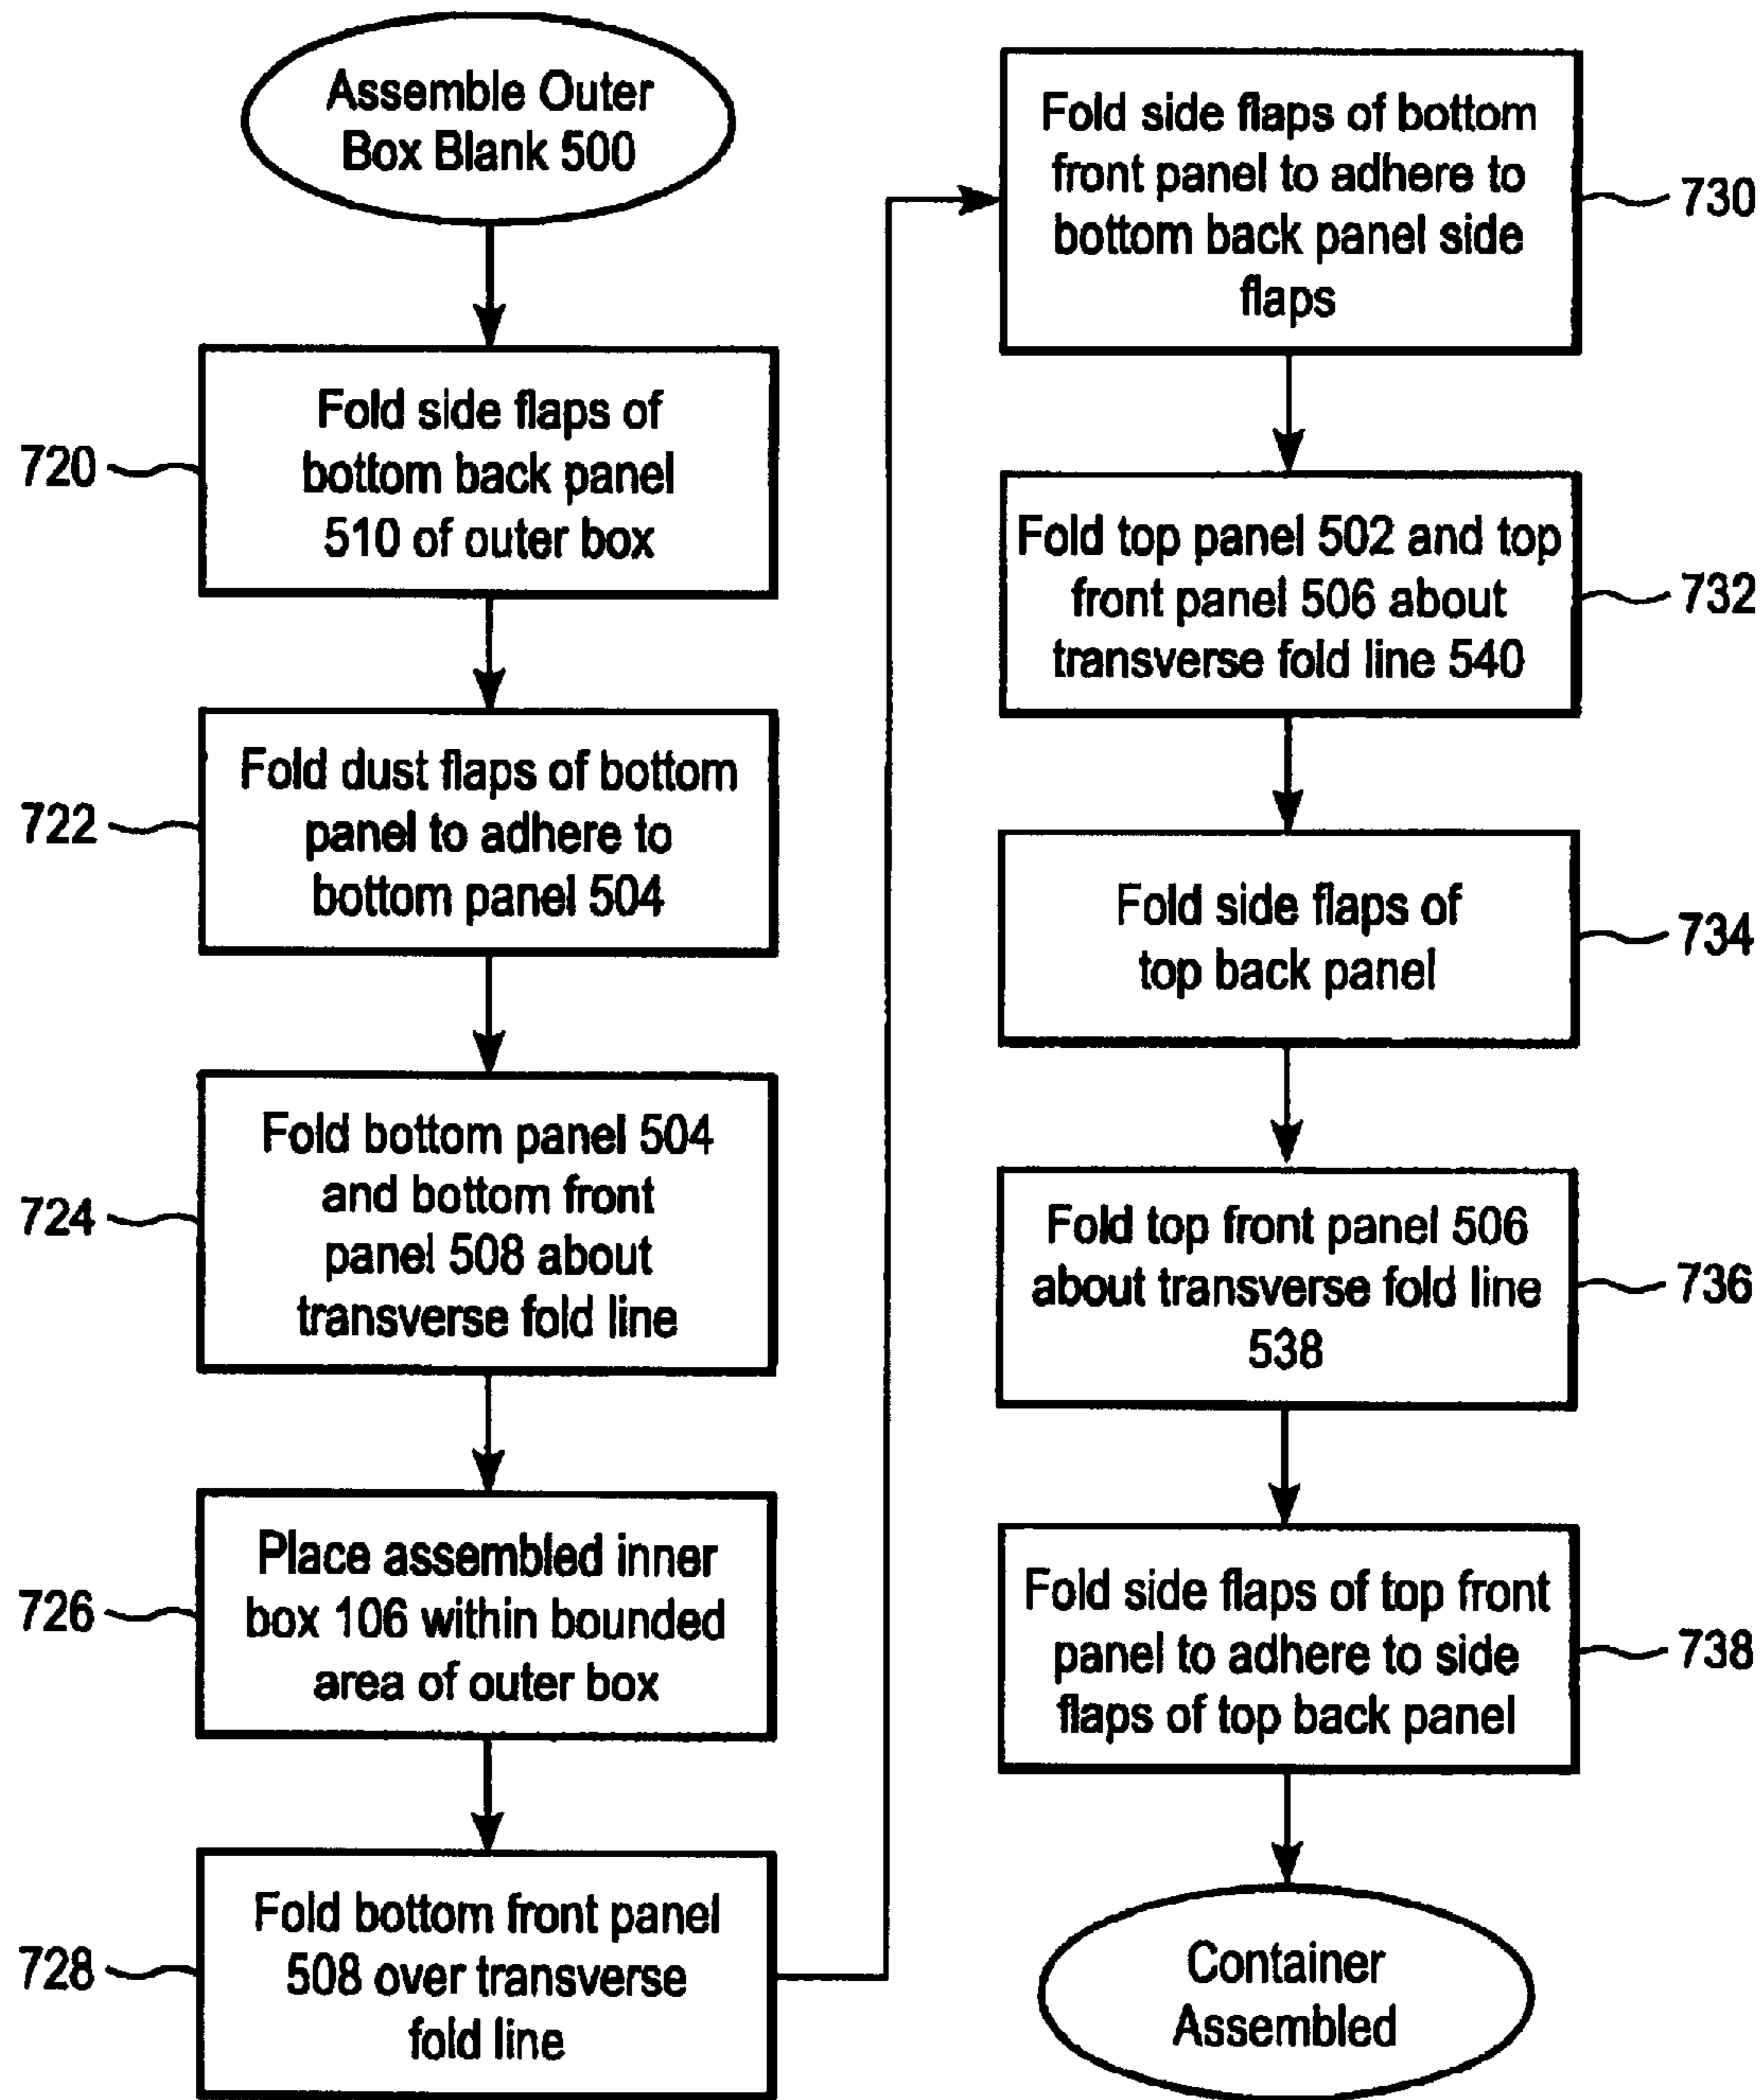 Assemble Outer
Box Blank 500
720
Fold side flaps of
bottom back panel
510 of outer box
722
Fold dust flaps of bottom
panel to adhere to
bottom panel 504
724
Fold bottom panel 504
and bottom front
panel 508 about
transverse fold line
726
Place assembled inner
box 106 within bounded
area of outer box
728
Fold bottom front panel
508 over transverse
fold line
Fold side flaps of bottom
front panel to adhere to
bottom back panel side
flaps
730
Fold top panel 502 and top
front panel 506 about
transverse fold line 540
732
Fold side flaps of
top back panel
734
Fold top front panel 506
about transverse fold line
538
736
Fold side flaps of top front
panel to adhere to side
flaps of top back panel
738
Container
Assembled